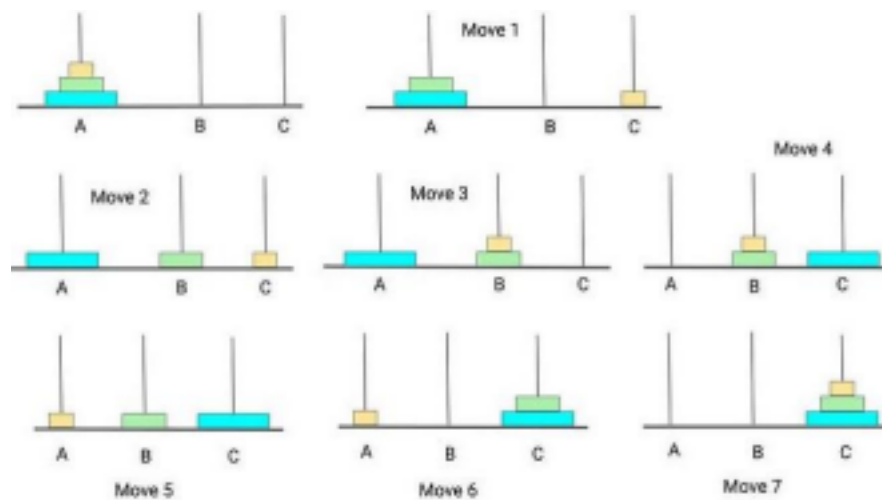 Move 1
A B C
A B C
Move 4
Move 2
Move 3
A B C
A B C
A B C
A B C
A B C
A B C
Move 5
Move 6
Move 7